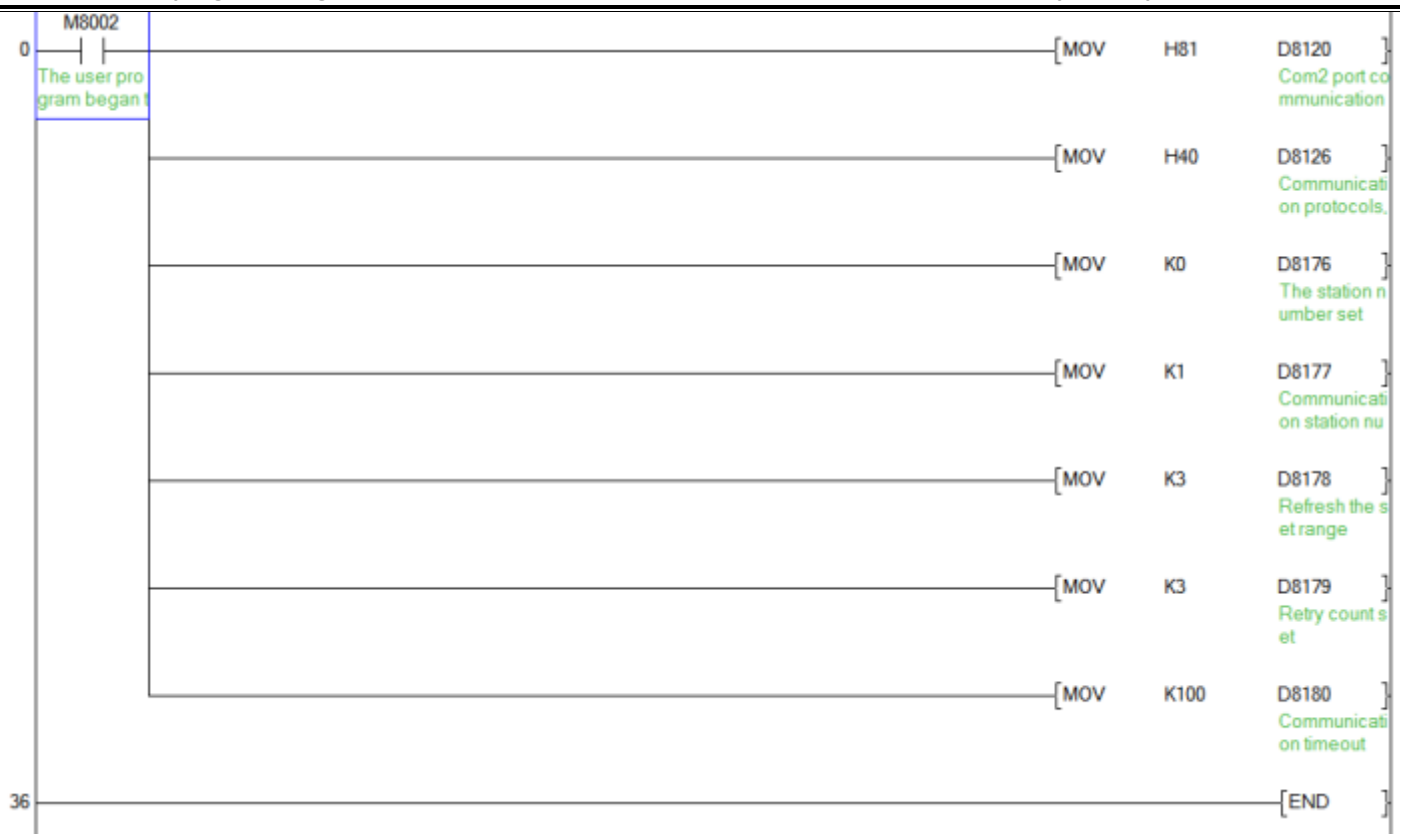 M8002
0 [MOV H81 D8120 ]
The user pro
gram began t
Com2 port co
mmunication
[MOV H40 D8126 ]
Communicati
on protocols,
[MOV K0 D8176 ]
The station n
umber set
[MOV K1 D8177 ]
Communicati
on station nu
[MOV K3 D8178 ]
Refresh the s
et range
[MOV K3 D8179 ]
Retry count s
et
[MOV K100 D8180 ]
Communicati
on timeout
36 [END ]